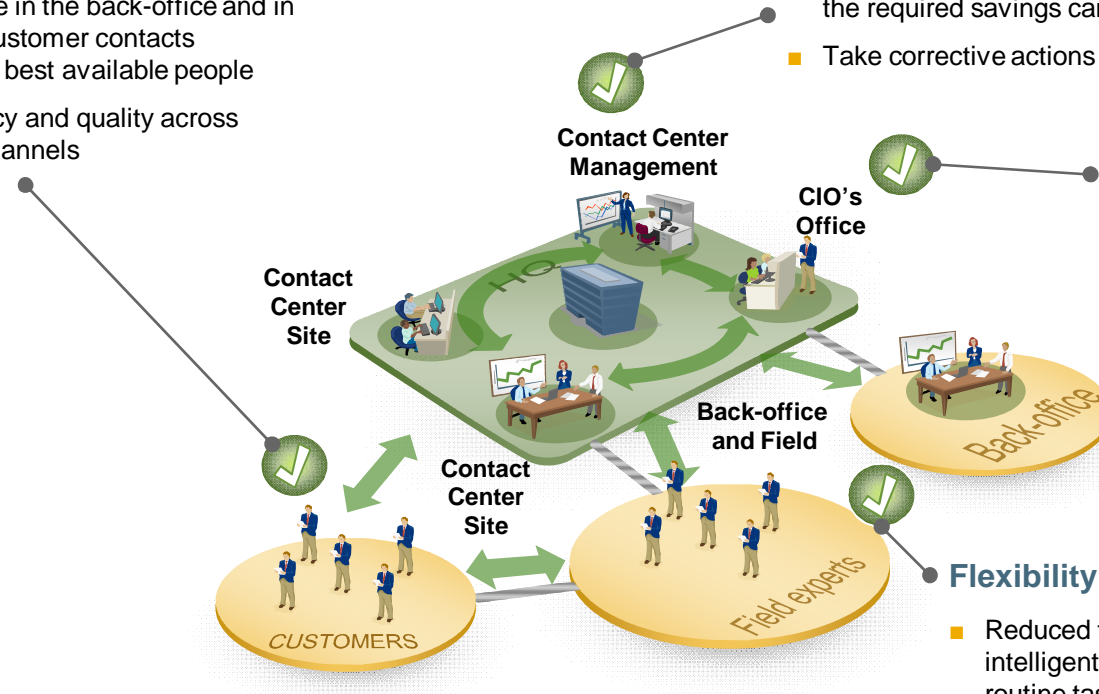 e in the back-office and in
ustomer contacts
best available people
cy and quality across
annels
the required savings
Take corrective actions
Contact Center
Management
CIO's
Office
Contact
Center
Site
HQ
Back-office
and Field
Back-office
Contact
Center
Site
CUSTOMERS
Field experts
Flexibility
Reduced
intelligent
routine